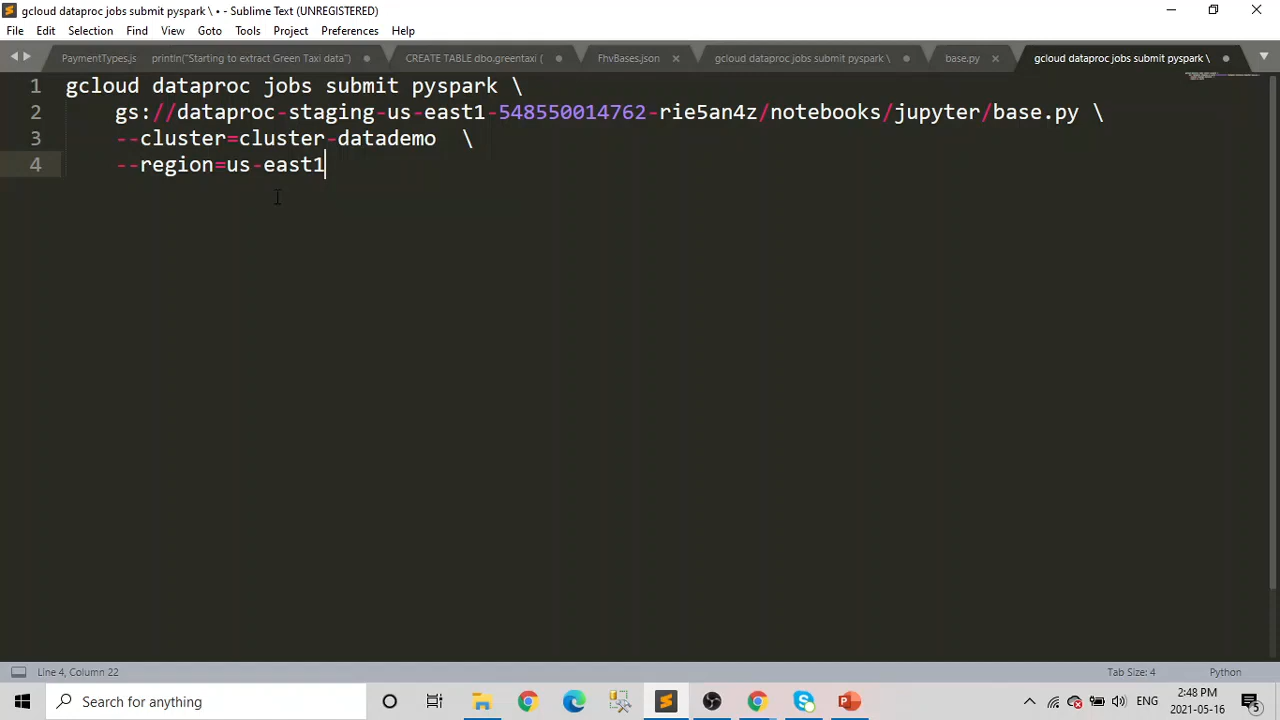 gcloud dataproc jobs submit pyspark \ • - Sublime Text (UNREGISTERED)
File Edit Selection Find View Goto Tools Project Preferences Help
PaymentTypes.js println("Starting to extract Green Taxi data") CREATE TABLE dbo.greentaxi ( FhvBases.json gcloud dataproc jobs submit pyspark \ base.py gcloud dataproc jobs submit pyspark \
1 gcloud dataproc jobs submit pyspark \
2 gs://dataproc-staging-us-east1-548550014762-rie5an4z/notebooks/jupyter/base.py \
3 --cluster=cluster-datademo \
4 --region=us-east1
Line 4, Column 22 Tab Size: 4 Python
Search for anything ENG 2:48 PM
2021-05-16 5